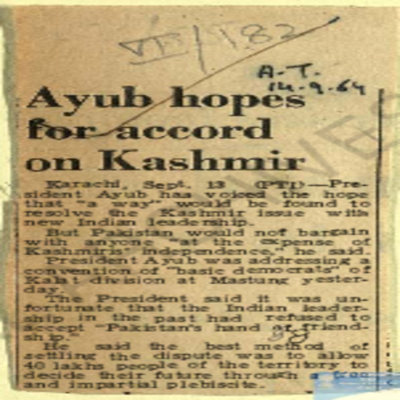 VII/T82
A.T.
14.9.64
Ayub hopes
for accord
on Kashmir
Karachi, Sept. 13 (PTI)—Pre-
sident Ayub has voiced the hope
that "a way" would be found to
resolve the Kashmir issue with
new Indian leadership.
But Pakistan would not bargain
with anyone "at the expense of
Kashmiris' independence," he said.
President Ayub was addressing a
convention of "basic democrats" of
Kalat division at Mastung yester-
day.
The President said it was un-
fortunate that the Indian leader-
ship in the past had refused to
accept "Pakistan's hand of friend-
ship."
He said the best method of
settling the dispute was to allow
40 lakhs people of the territory to
decide their future through a free
and impartial plebiscite.